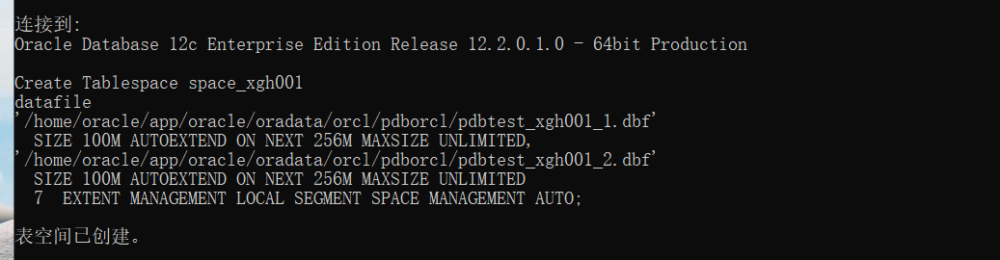 连接到:
Oracle Database 12c Enterprise Edition Release 12.2.0.1.0 - 64bit Production
Create Tablespace space_xgh001
datafile
'/home/oracle/app/oracle/oradata/orcl/pdborcl/pdbtest_xgh001_1.dbf'
  SIZE 100M AUTOEXTEND ON NEXT 256M MAXSIZE UNLIMITED,
'/home/oracle/app/oracle/oradata/orcl/pdborcl/pdbtest_xgh001_2.dbf'
  SIZE 100M AUTOEXTEND ON NEXT 256M MAXSIZE UNLIMITED
  7  EXTENT MANAGEMENT LOCAL SEGMENT SPACE MANAGEMENT AUTO;
表空间已创建。